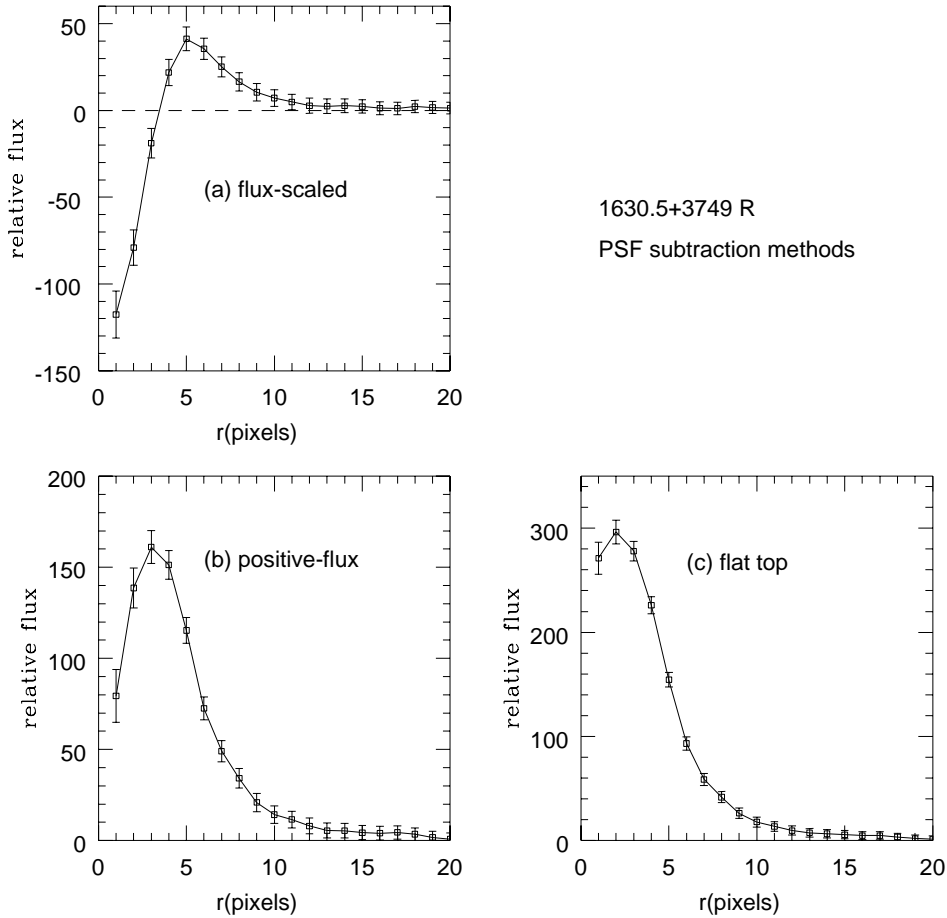 50
0
-50
-100
-150
relative flux
(a) flux-scaled
0 5 10 15 20
r(pixels)
1630.5+3749 R
PSF subtraction methods
200
150
100
50
0
relative flux
(b) positive-flux
0 5 10 15 20
r(pixels)
300
200
100
0
relative flux
(c) flat top
0 5 10 15 20
r(pixels)